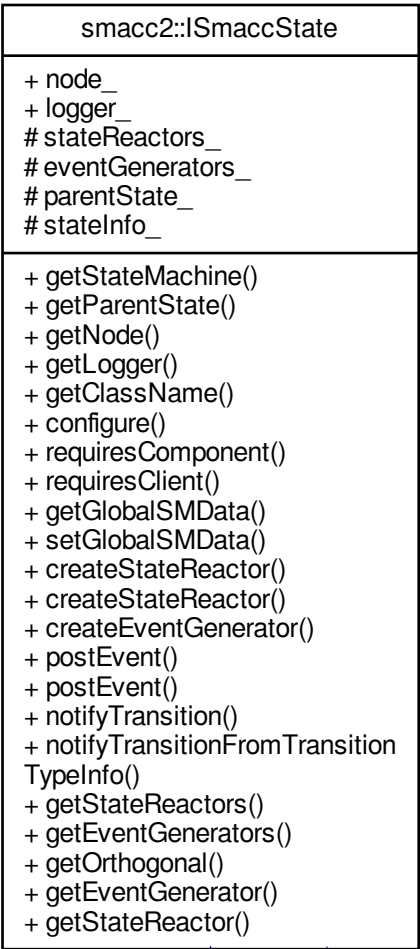 smacc2::ISmaccState
+ node_
+ logger_
# stateReactors_
# eventGenerators_
# parentState_
# stateInfo_
+ getStateMachine()
+ getParentState()
+ getNode()
+ getLogger()
+ getClassName()
+ configure()
+ requiresComponent()
+ requiresClient()
+ getGlobalSMData()
+ setGlobalSMData()
+ createStateReactor()
+ createStateReactor()
+ createEventGenerator()
+ postEvent()
+ postEvent()
+ notifyTransition()
+ notifyTransitionFromTransition
TypeInfo()
+ getStateReactors()
+ getEventGenerators()
+ getOrthogonal()
+ getEventGenerator()
+ getStateReactor()